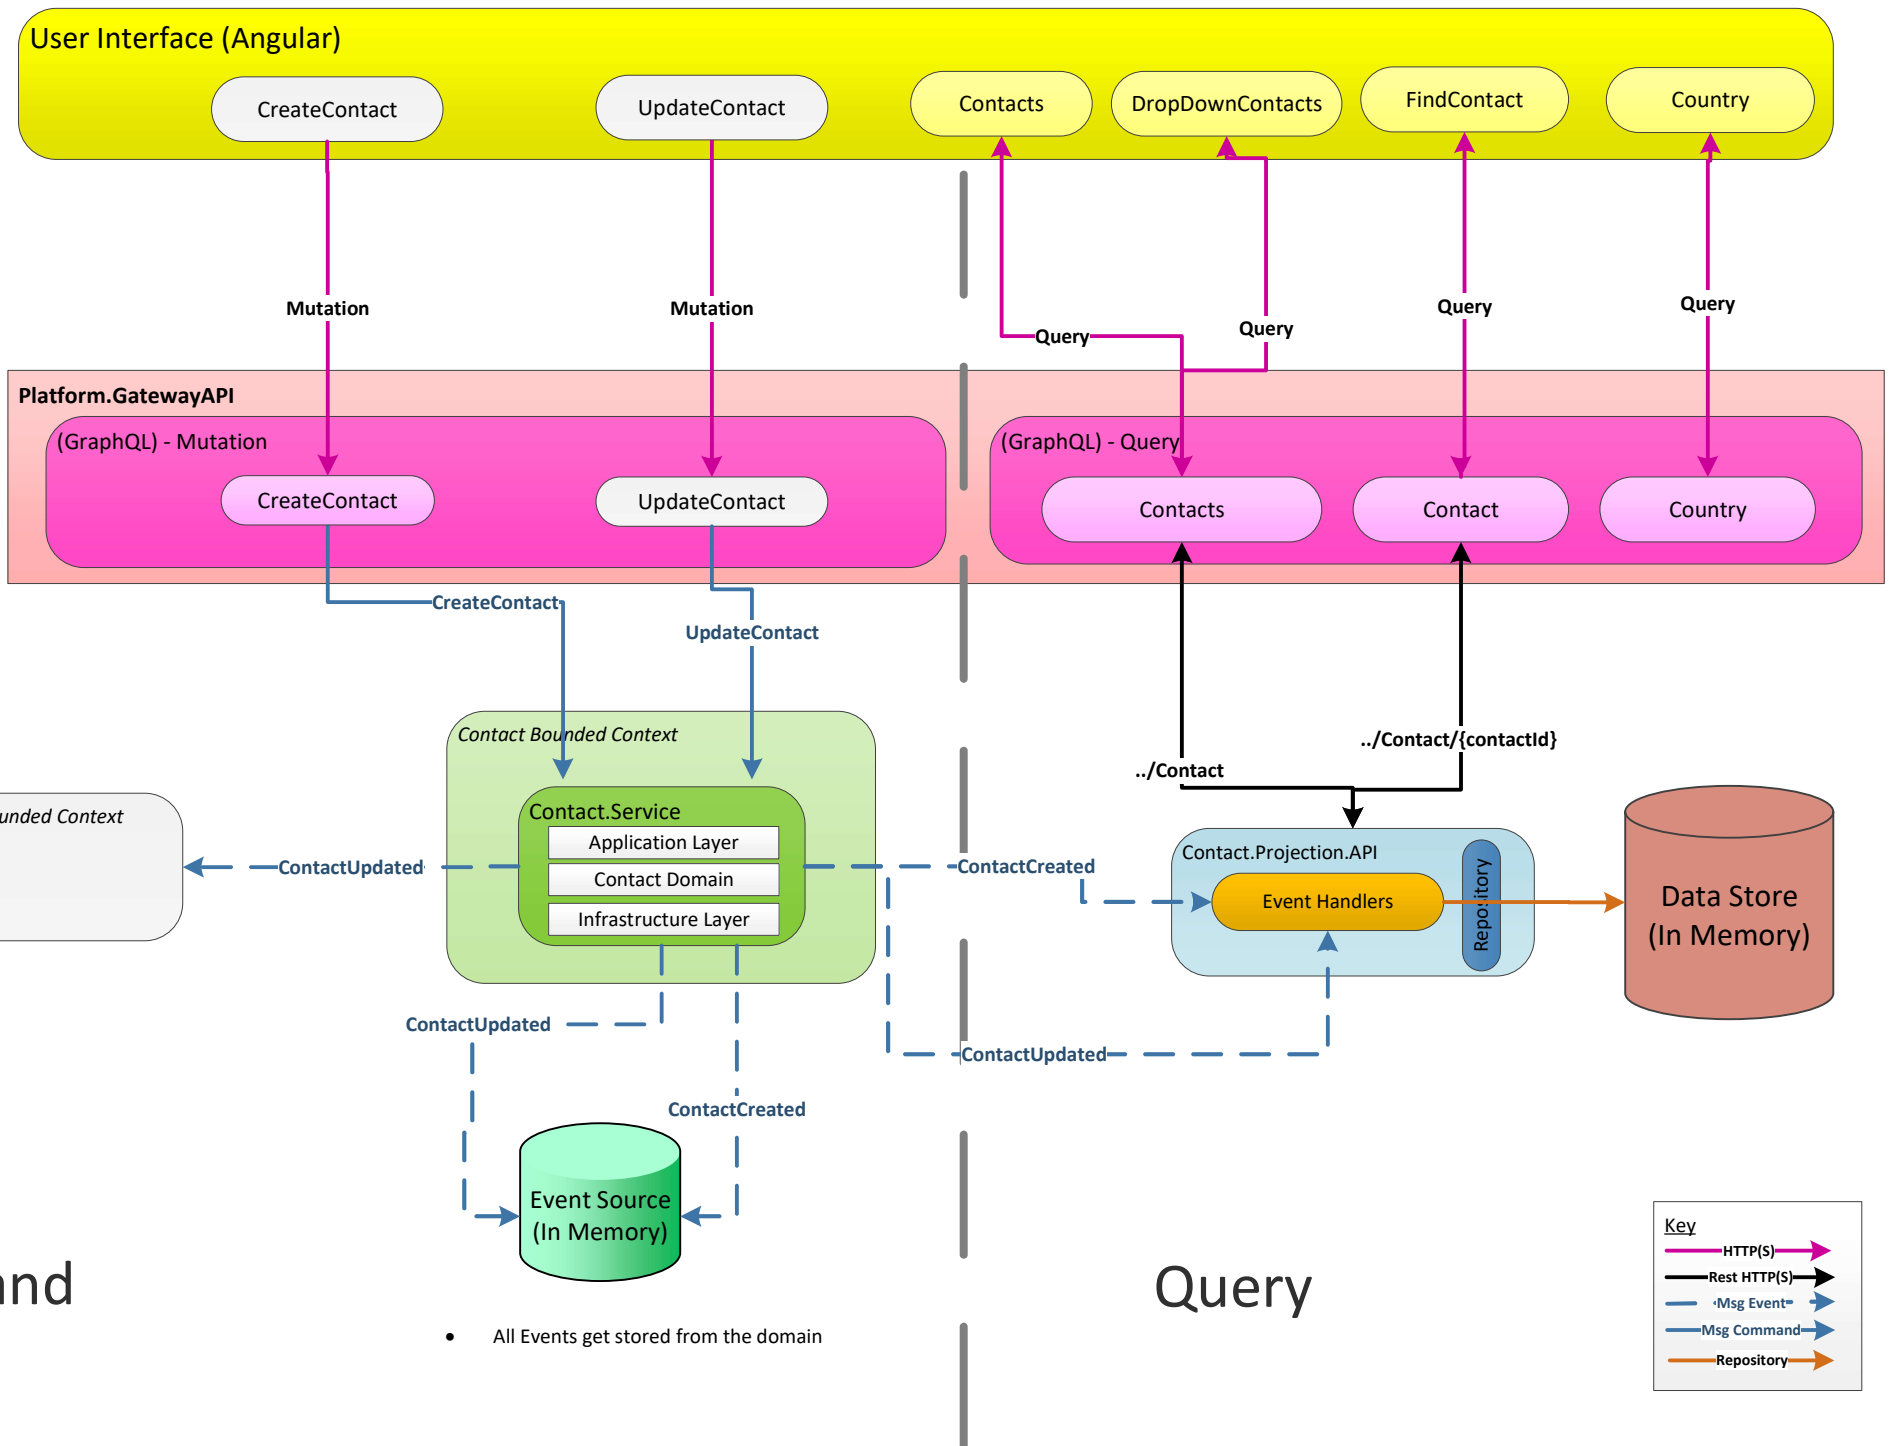 User Interface (Angular)
CreateContact
UpdateContact
Contacts
DropDownContacts
FindContact
Country
Mutation
Mutation
Query
Query
Query
Query
Platform.GatewayAPI
(GraphQL) - Mutation
(GraphQL) - Query
CreateContact
UpdateContact
Contacts
Contact
Country
CreateContact
UpdateContact
Contact Bounded Context
../Contact/{contactId}
../Contact
unded Context
Contact.Service
Application Layer
Contact Domain
Infrastructure Layer
ContactUpdated
ContactCreated
Contact.Projection.API
Event Handlers
Repository
Data Store
(In Memory)
ContactUpdated
ContactUpdated
ContactCreated
Event Source
(In Memory)
nd
Query
All Events get stored from the domain
Key
HTTP(S)
Rest HTTP(S)
Msg Event
Msg Command
Repository